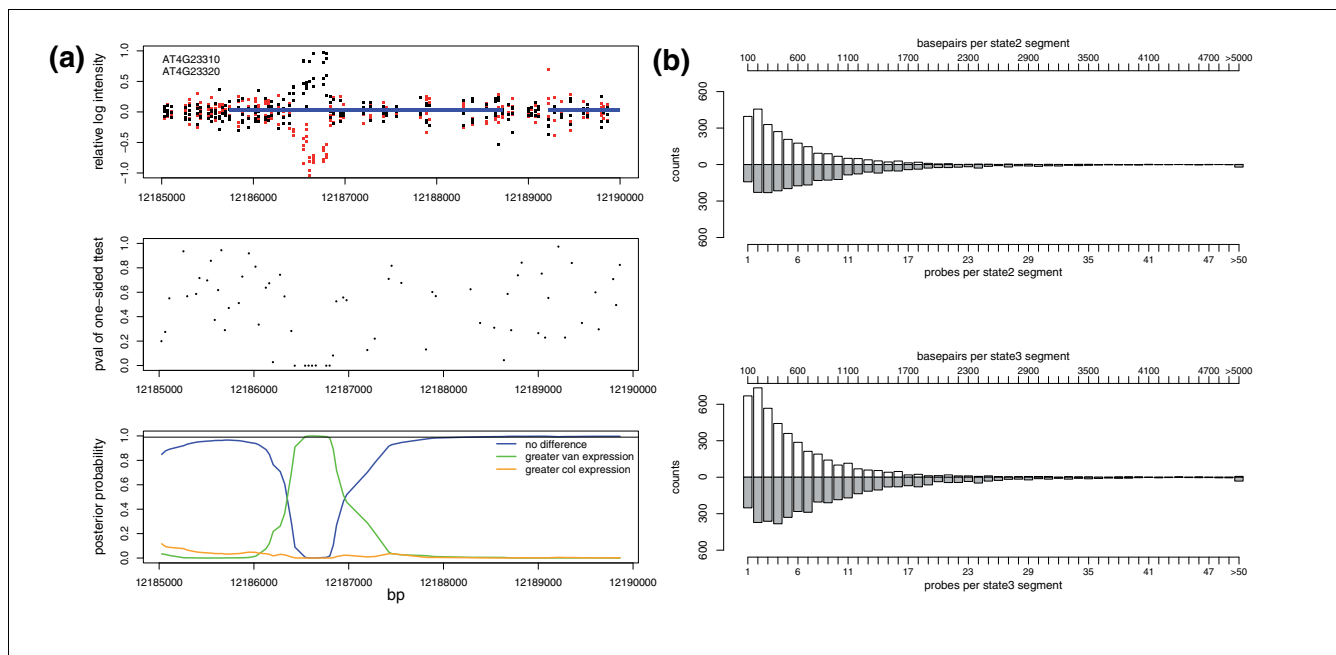 (a)
AT4G23310
AT4G23320
relative log intensity
1.0
0.5
0.0
−0.5
−1.0
12185000 12186000 12187000 12188000 12189000 12190000
pval of one−sided ttest
1.0
0.8
0.6
0.4
0.2
0.0
12185000 12186000 12187000 12188000 12189000 12190000
posterior probability
1.0
0.8
0.6
0.4
0.2
0.0
no difference
greater van expression
greater col expression
12185000 12186000 12187000 12188000 12189000 12190000
bp
(b)
basepairs per state2 segment
100 600 1100 1700 2300 2900 3500 4100 4700 >5000
counts
600
300
0
300
600
1 6 11 17 23 29 35 41 47 >50
probes per state2 segment
basepairs per state3 segment
100 600 1100 1700 2300 2900 3500 4100 4700 >5000
counts
600
300
0
300
600
1 6 11 17 23 29 35 41 47 >50
probes per state3 segment